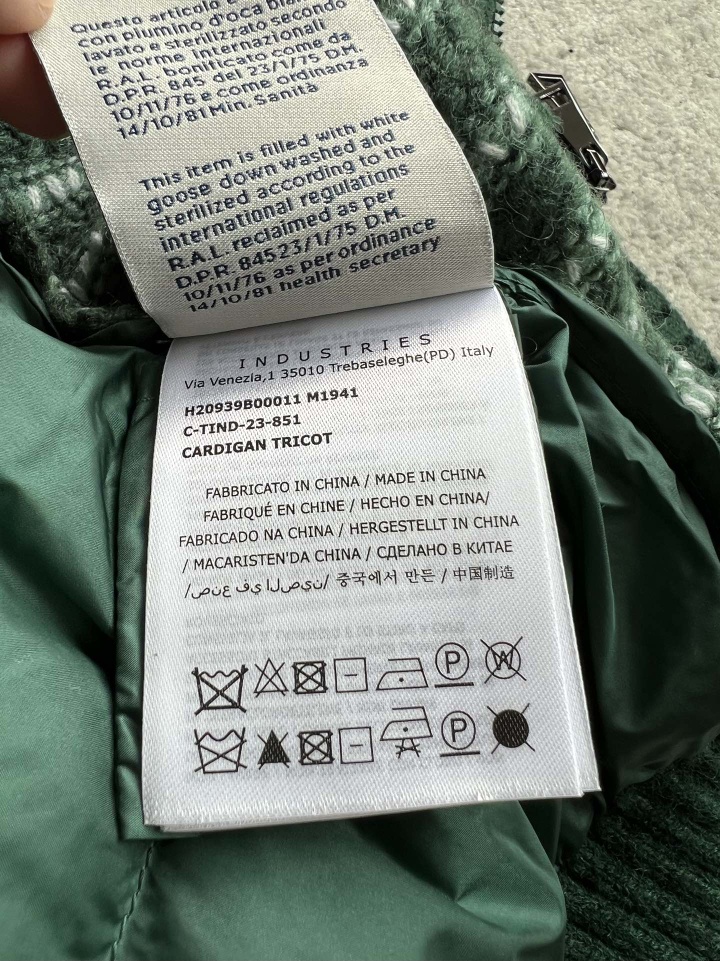 Questo articolo
con piumino d'oca bia
lavato e sterilizzato secondo
le norme Internazionali
R.A.L. bonificato come da
D.P.R. 845 del 23/1/75 D.M.
10/11/76 e come ordinanza
14/10/81 Min. Sanità
This item is filled with white
goose down washed and
sterilized according to the
international regulations
R.A.L. reclaimed as per
D.P.R. 84523/1/75 D.M.
10/11/76 as per ordinance
14/10/81 health secretary
INDUSTRIES
Via Venezia,1 35010 Trebaseleghe(PD) Italy
H20939B00011 M1941
C-TIND-23-851
CARDIGAN TRICOT
FABBRICATO IN CHINA / MADE IN CHINA
FABRIQUÉ EN CHINE / HECHO EN CHINA/
FABRICADO NA CHINA / HERGESTELLT IN CHINA
/ MACARISTEN'DA CHINA / СДЕЛАНО В КИТАЕ
/صنع في الصين/ 중국에서 만든 / 中国制造
P W
P